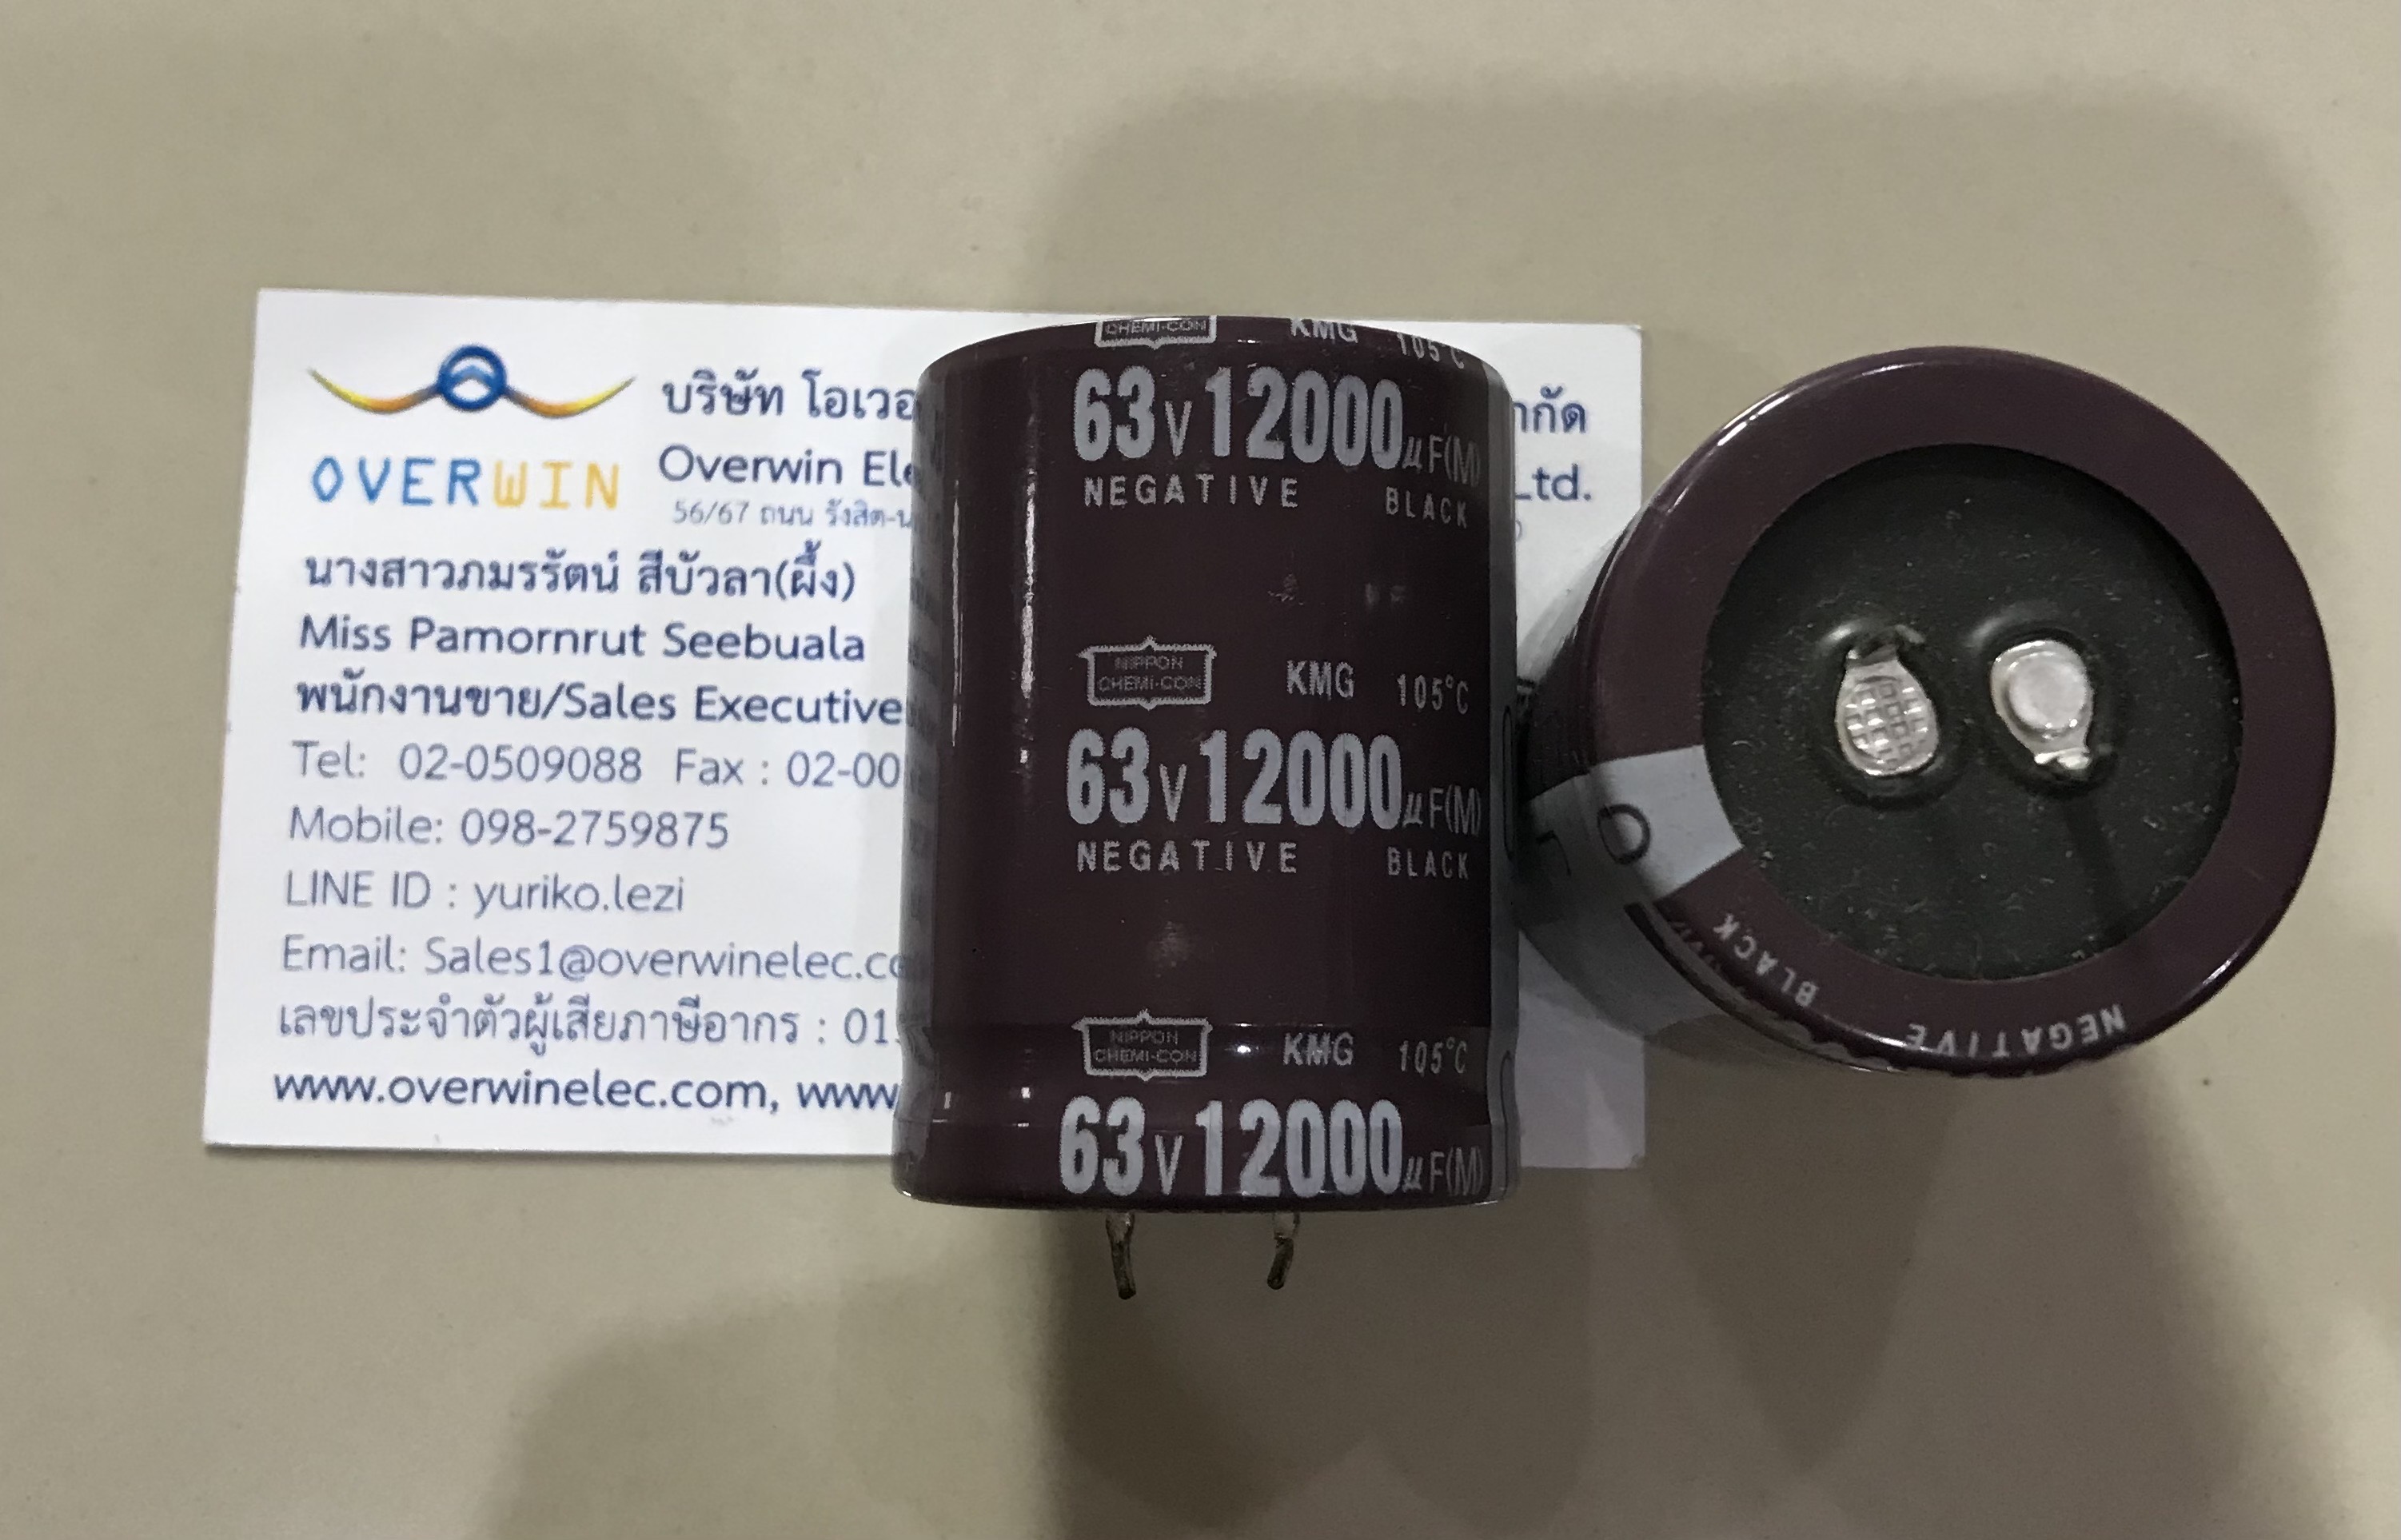 OVERWIN
บริษัท โอเวอ
ำกัด
Overwin Ele
Ltd.
56/67 ถนน รังสิต-น
นางสาวภมรรัตน์ สีบัวลา(ผึ้ง)
Miss Pamornrut Seebuala
พนักงานขาย/Sales Executive
Tel: 02-0509088 Fax : 02-00
Mobile: 098-2759875
LINE ID : yuriko.lezi
Email: Sales1@overwinelec.co
เลขประจำตัวผู้เสียภาษีอากร : 01
www.overwinelec.com, www
CHEMI-CON KMG 105°C
63V 12000µF(M)
NEGATIVE BLACK
NIPPON
CHEMI-CON KMG 105°C
63V 12000µF(M)
NEGATIVE BLACK
NIPPON
CHEMI-CON KMG 105°C
63V 12000µF(M)
NEGATIVE BLACK